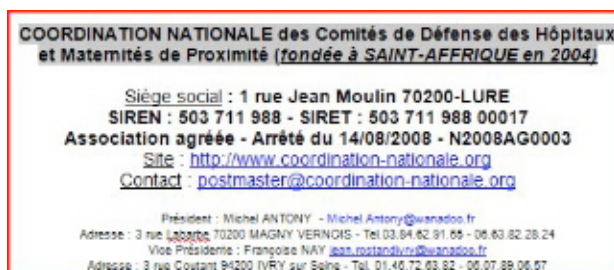 COORDINATION NATIONALE des Comités de Défense des Hôpitaux
et Maternités de Proximité (fondée à SAINT-AFFRIQUE en 2004)
Siège social : 1 rue Jean Moulin 70200-LURE
SIREN : 503 711 988 - SIRET : 503 711 988 00017
Association agréée - Arrêté du 14/08/2008 - N2008AG0003
Site : http://www.coordination-nationale.org
Contact : postmaster@coordination-nationale.org
Président : Michel ANTONY - Michel.Antony@wanadoo.fr
Adresse : 3 rue Labarbe 70200 MAGNY VERNOIS - Tel.03.84.62.91.65 - 06.63.82.28.24
Vice Présidente : Françoise NAY jean.rostandivry@wanadoo.fr
Adresse : 3 rue Coutant 94200 IVRY sur Seine - Tel. 01.46.72.63.82 - 06.07.89.06.57